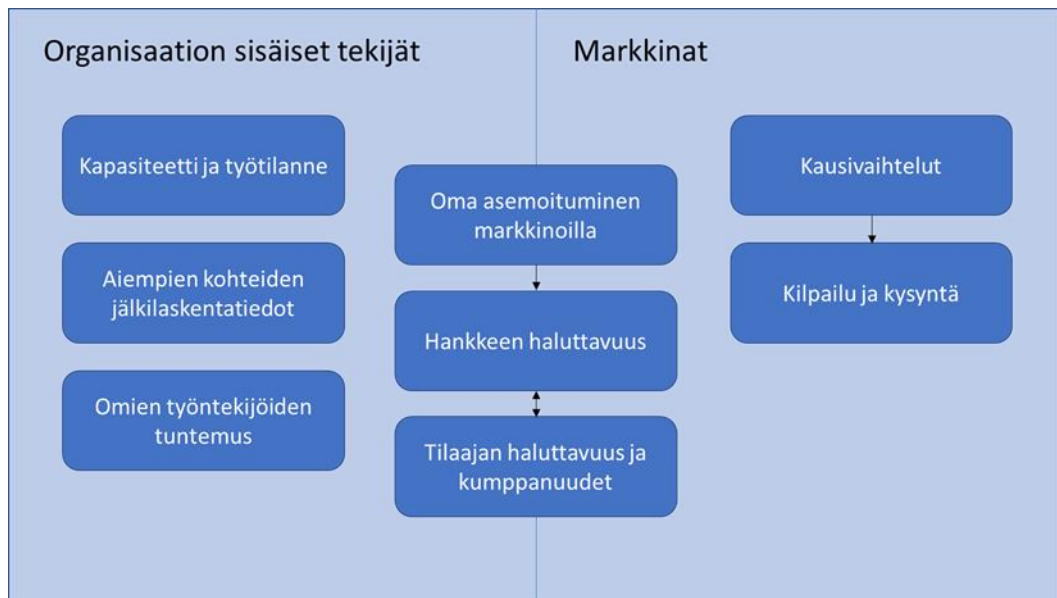 Organisaation sisäiset tekijät
Markkinat
Kapasiteetti ja työtilanne
Aiempien kohteiden
jälkilaskentatiedot
Omien työntekijöiden
tuntemus
Oma asemoituminen
markkinoilla
Hankkeen haluttavuus
Tilaajan haluttavuus ja
kumppanuudet
Kausivaihtelut
Kilpailu ja kysyntä